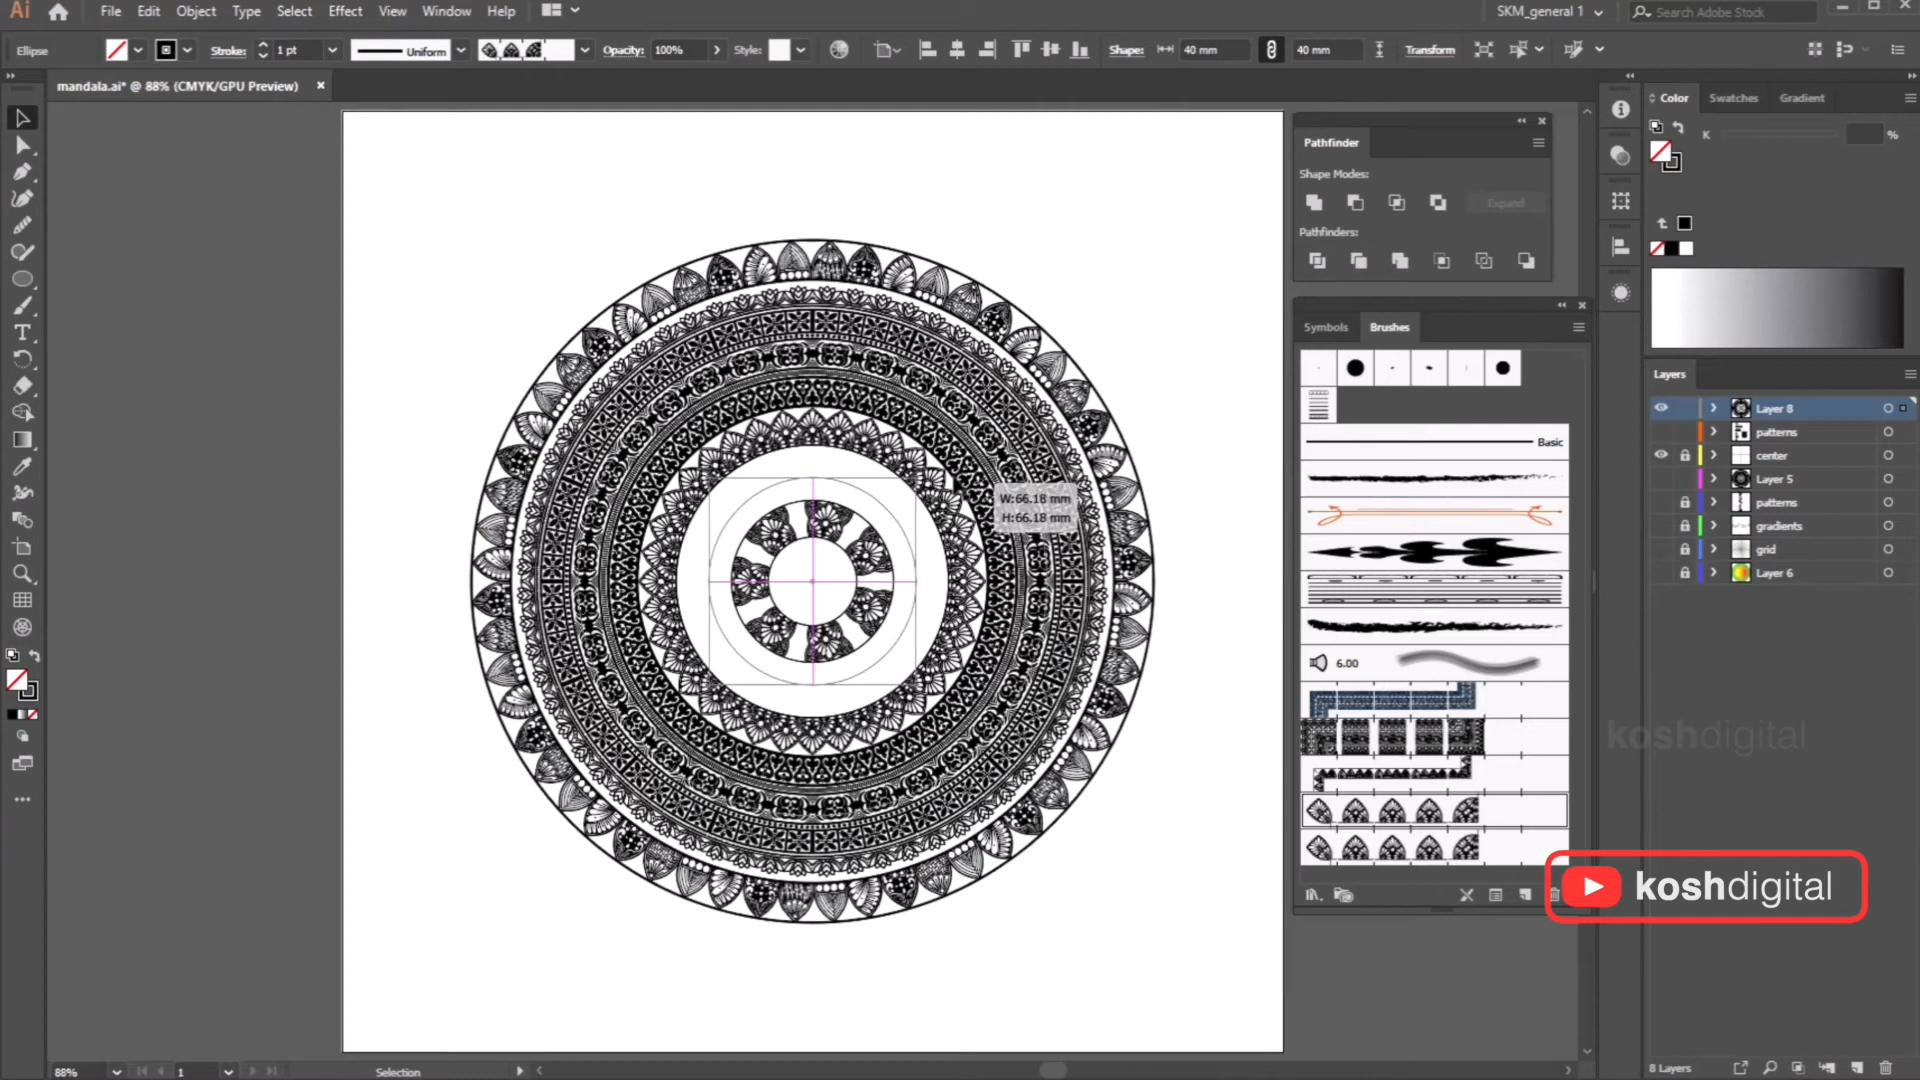 Ai File Edit Object Type Select Effect View Window Help SKM_general 1 Search Adobe Stock
Ellipse Stroke: 1 pt Uniform Opacity: 100% Style: Shape: 40 mm 40 mm Transform
mandala.ai* @ 88% (CMYK/GPU Preview) ×
Color Swatches Gradient
K %
Pathfinder
Shape Modes:
Expand
Pathfinders:
Symbols Brushes
Basic
6.00
W:66.18 mm
H:66.18 mm
Layers
Layer 8
patterns
center
Layer 5
patterns
gradients
grid
Layer 6
koshdigital
koshdigital
88% 1 Selection
8 Layers